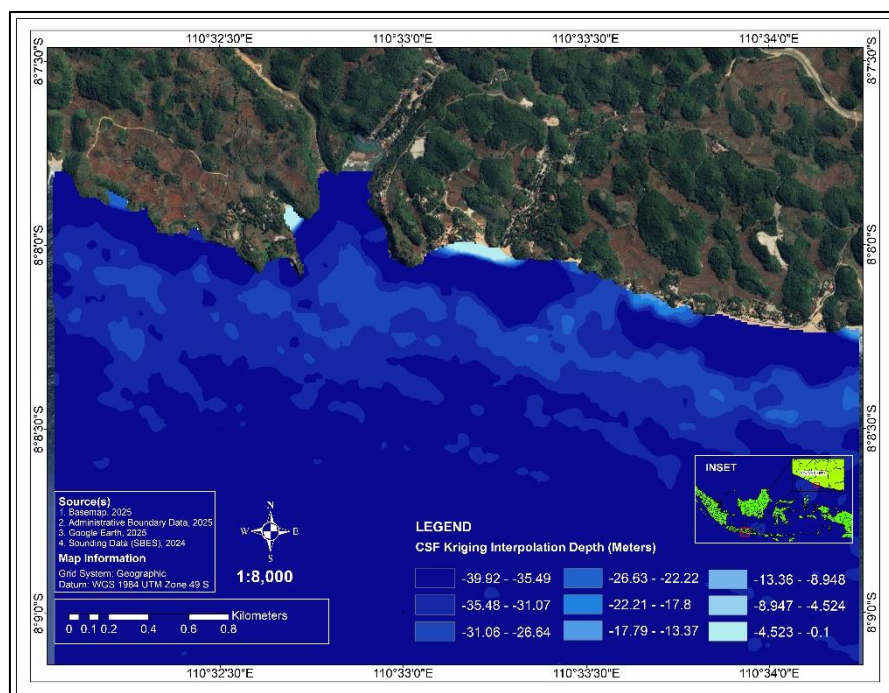 110°32'30"E 110°33'0"E 110°33'30"E 110°34'0"E
8°7'30"S 8°7'30"S
8°8'0"S 8°8'0"S
8°8'30"S 8°8'30"S
INSET
Source(s)
1. Basemap, 2025
2. Administrative Boundary Data, 2025
3. Google Earth, 2025
4. Sounding Data (SBES), 2024
Map Information
Grid System: Geographic
Datum: WGS 1984 UTM Zone 49 S
N
W E
S
1:8,000
LEGEND
CSF Kriging Interpolation Depth (Meters)
-39.92 - -35.49 -26.63 - -22.22 -13.36 - -8.948
-35.48 - -31.07 -22.21 - -17.8 -8.947 - -4.524
-31.06 - -26.64 -17.79 - -13.37 -4.523 - -0.1
Kilometers
0 0.1 0.2 0.4 0.6 0.8
8°9'0"S 8°9'0"S
110°32'30"E 110°33'0"E 110°33'30"E 110°34'0"E